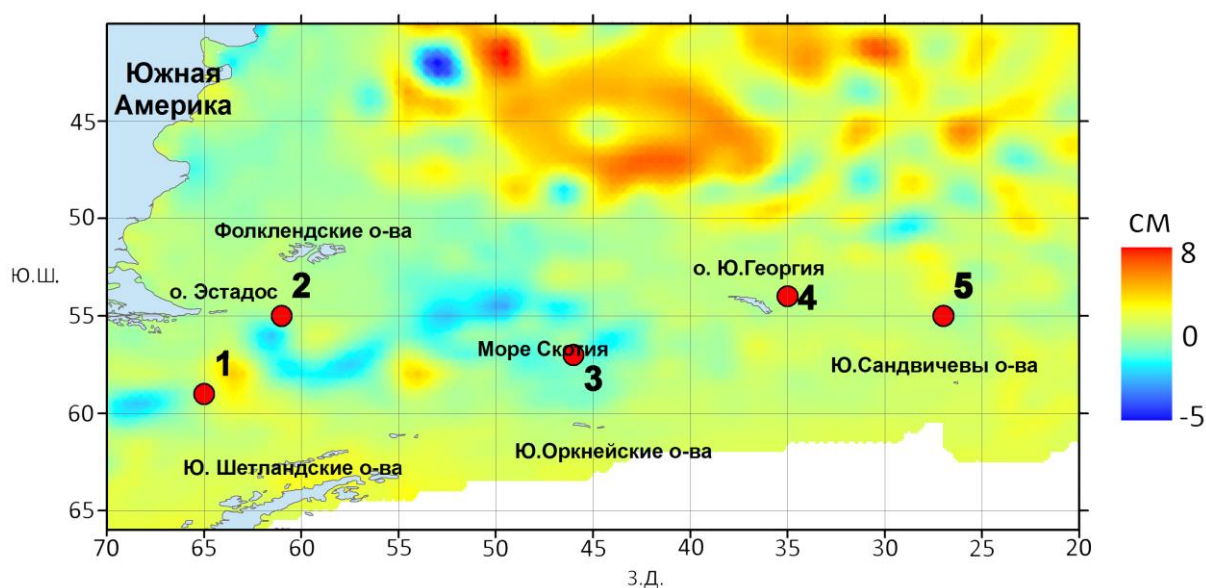 Южная
Америка
45
50
Фолклендские о-ва
СМ
8
Ю.Ш.
о. Ю.Георгия
о. Эстадос
2
4
5
55
0
Море Скотия
1
3
Ю.Сандвичевы о-ва
-5
60
Ю. Шетландские о-ва
Ю.Оркнейские о-ва
65
70
65
60
55
50
45
40
35
30
25
20
З.Д.